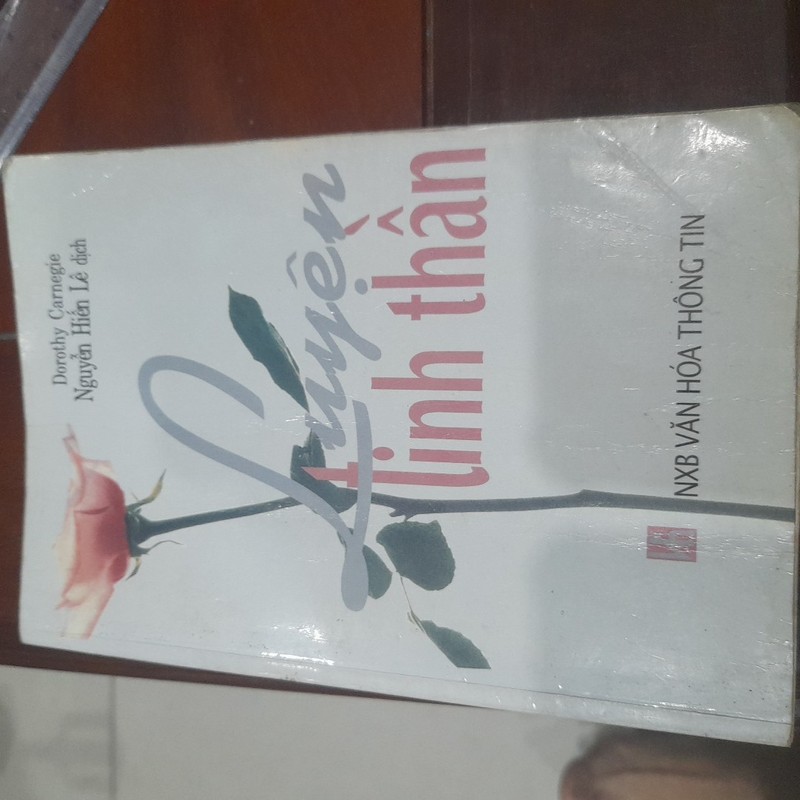 Dorothy Carnegie
Nguyễn Hiến Lê dịch
Luyện
tinh thần
NXB VĂN HÓA THÔNG TIN